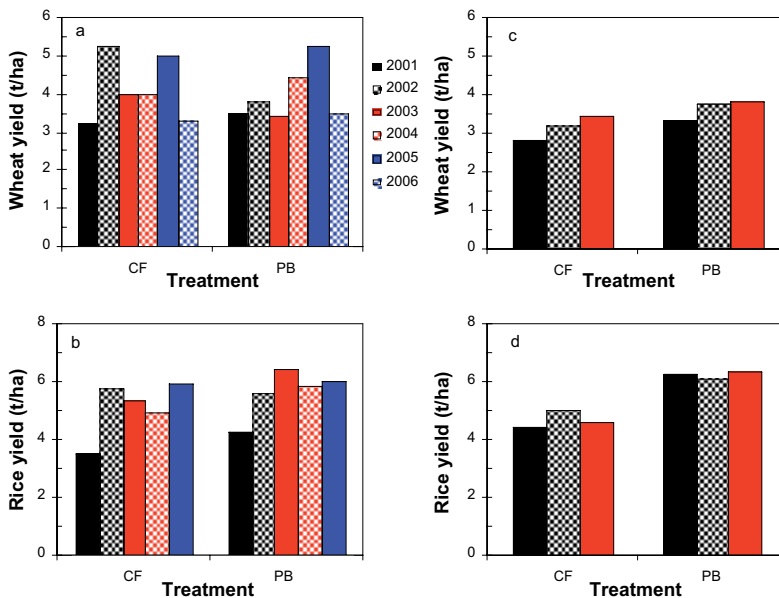 a
Wheat yield (t/ha)
6
5
4
3
2
1
0
CF
PB
Treatment
2001
2002
2003
2004
2005
2006
c
Wheat yield (t/ha)
6
5
4
3
2
1
0
CF
PB
Treatment
b
Rice yield (t/ha)
8
6
4
2
0
CF
PB
Treatment
d
Rice yield (t/ha)
8
6
4
2
0
CF
PB
Treatment